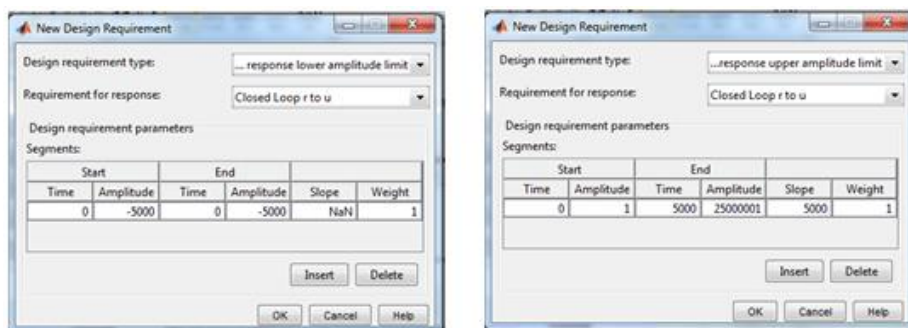 New Design Requirement
Design requirement type:
... response lower amplitude limit
Requirement for response:
Closed Loop r to u
Design requirement parameters
Segments:
Start End
Time Amplitude Time Amplitude Slope Weight
0 -5000 0 -5000 NaN 1
Insert Delete
OK Cancel Help
New Design Requirement
Design requirement type:
...response upper amplitude limit
Requirement for response:
Closed Loop r to u
Design requirement parameters
Segments:
Start End
Time Amplitude Time Amplitude Slope Weight
0 1 5000 25000001 5000 1
Insert Delete
OK Cancel Help